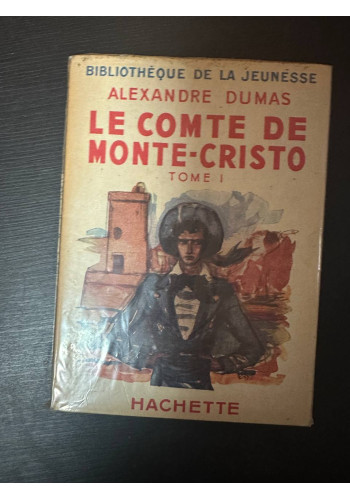 BIBLIOTHÈQUE DE LA JEUNESSE
ALEXANDRE DUMAS
LE COMTE DE
MONTE-CRISTO
TOME I
HACHETTE